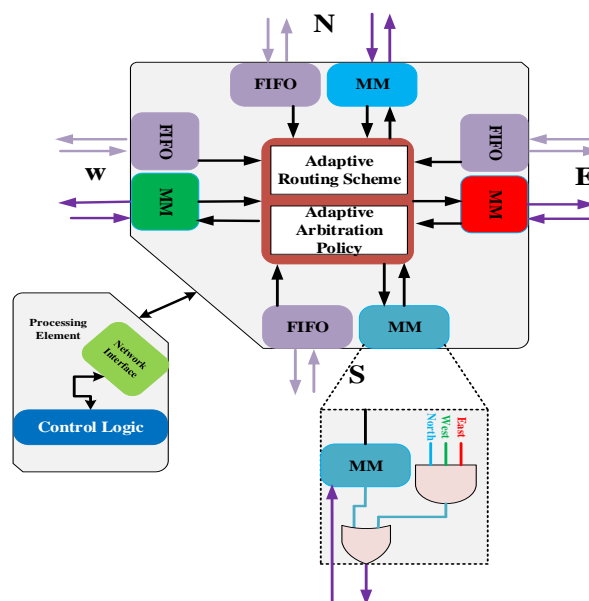 N
FIFO
MM
FIFO
FIFO
Adaptive
Routing Scheme
w
E
MM
MM
Adaptive
Arbitration
Policy
Processing
Element
Network
Interface
FIFO
MM
S
Control Logic
North
West
East
MM